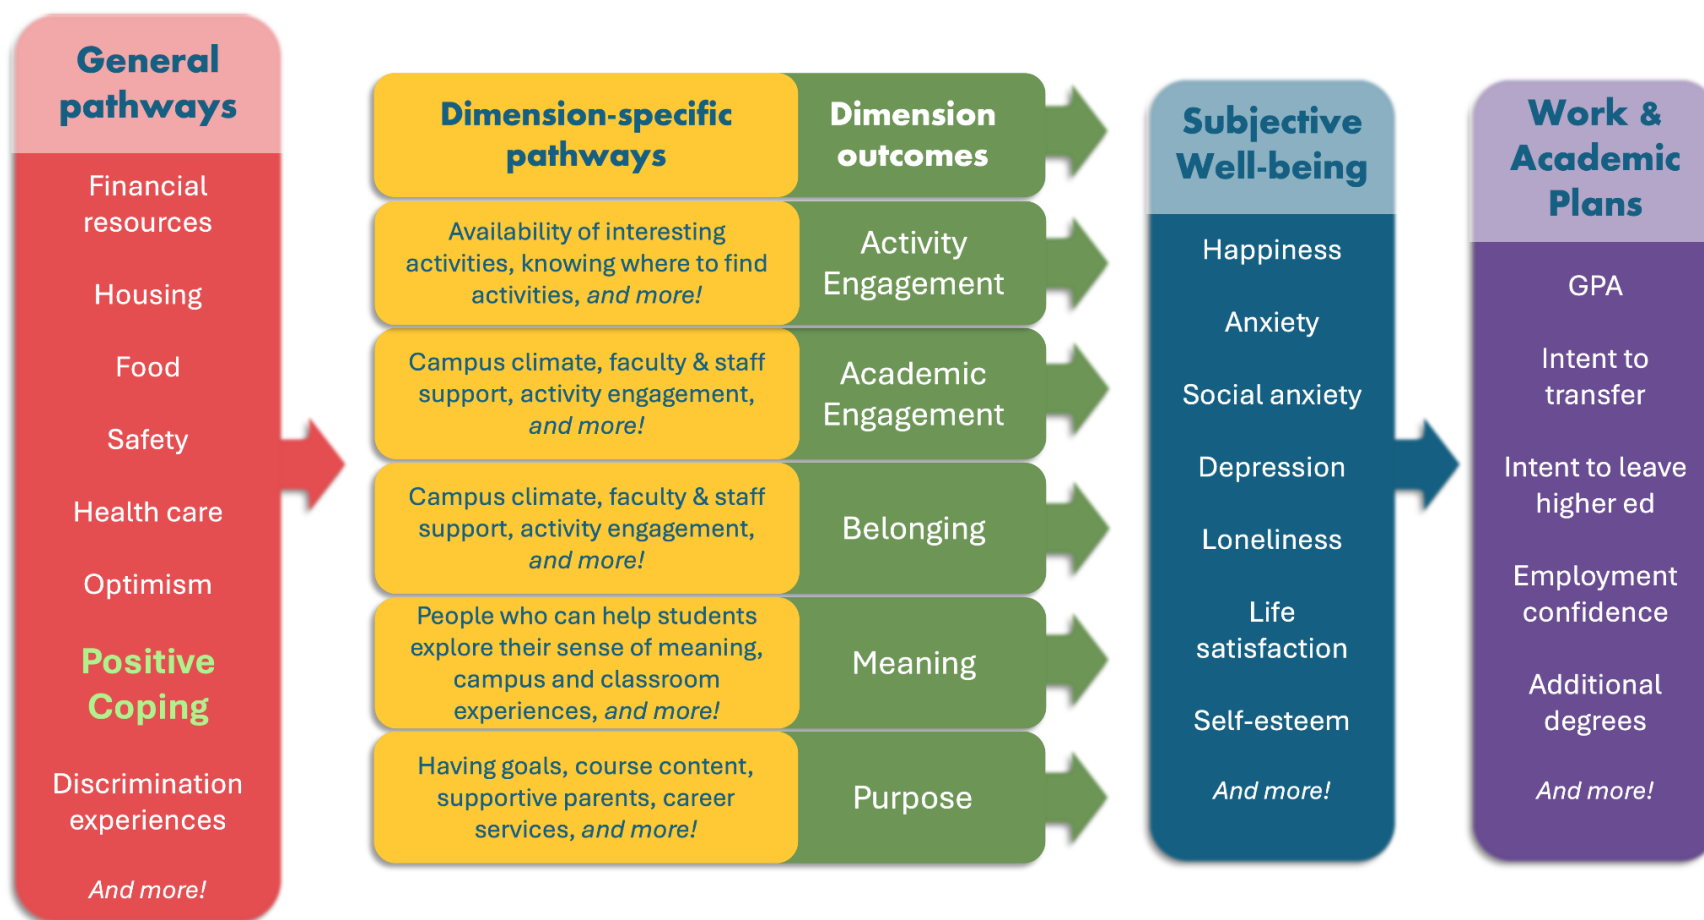 General
pathways
Financial
resources
Housing
Food
Safety
Health care
Optimism
Positive
Coping
Discrimination
experiences
And more!
Dimension-specific
pathways
Dimension
outcomes
Availability of interesting
activities, knowing where to find
activities, and more!
Activity
Engagement
Campus climate, faculty & staff
support, activity engagement,
and more!
Academic
Engagement
Campus climate, faculty & staff
support, activity engagement,
and more!
Belonging
People who can help students
explore their sense of meaning,
campus and classroom
experiences, and more!
Meaning
Having goals, course content,
supportive parents, career
services, and more!
Purpose
Subjective
Well-being
Happiness
Anxiety
Social anxiety
Depression
Loneliness
Life
satisfaction
Self-esteem
And more!
Work &
Academic
Plans
GPA
Intent to
transfer
Intent to leave
higher ed
Employment
confidence
Additional
degrees
And more!